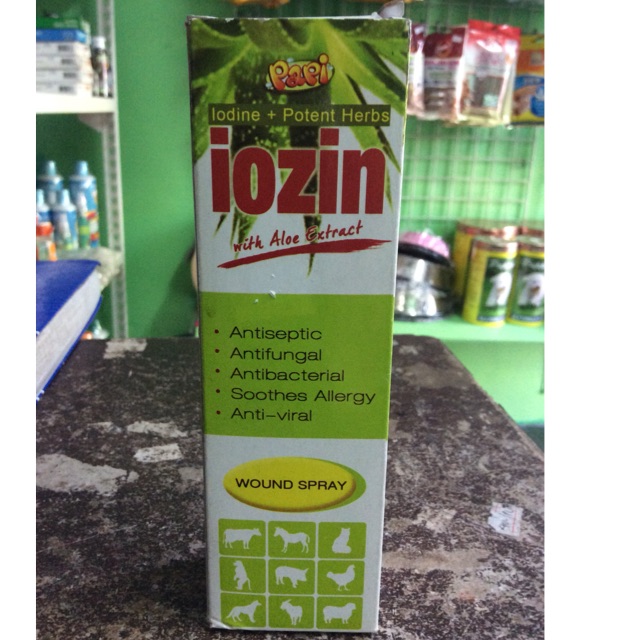 Papi
Iodine + Potent Herbs
iozin
with Aloe Extract
• Antiseptic
• Antifungal
• Antibacterial
• Soothes Allergy
• Anti-viral
WOUND SPRAY